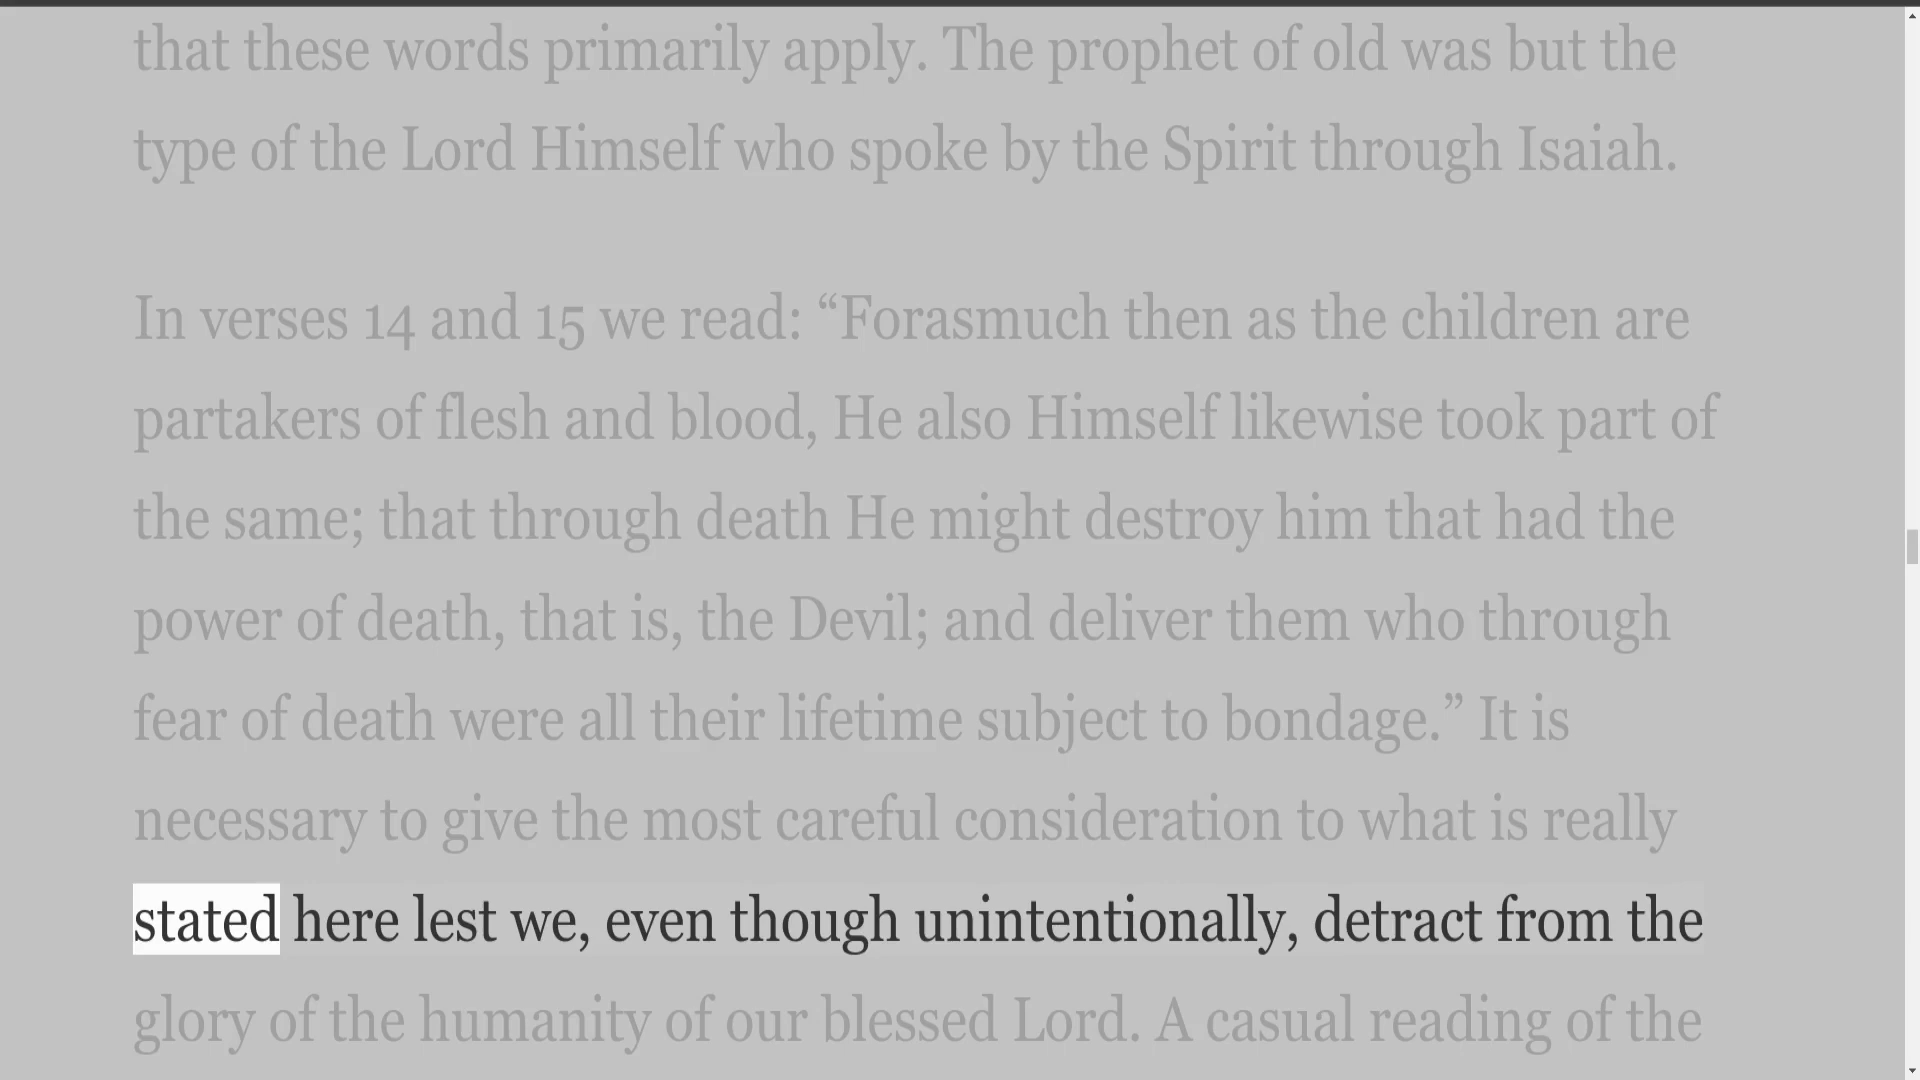 that these words primarily apply. The prophet of old was but the
type of the Lord Himself who spoke by the Spirit through Isaiah.
In verses 14 and 15 we read: “Forasmuch then as the children are
partakers of flesh and blood, He also Himself likewise took part of
the same; that through death He might destroy him that had the
power of death, that is, the Devil; and deliver them who through
fear of death were all their lifetime subject to bondage.” It is
necessary to give the most careful consideration to what is really
stated here lest we, even though unintentionally, detract from the
glory of the humanity of our blessed Lord. A casual reading of the